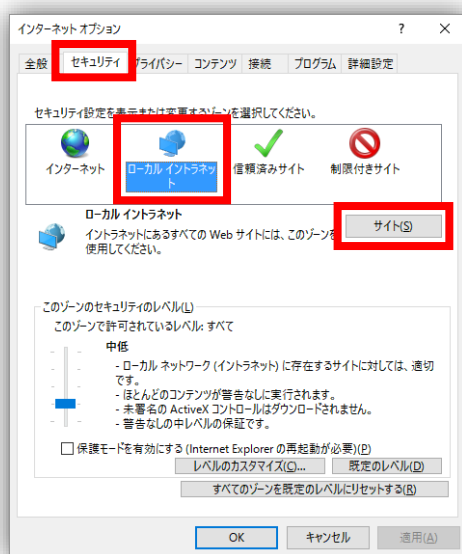 インターネット オプション
? ×
全般 セキュリティ プライバシー コンテンツ 接続 プログラム 詳細設定
セキュリティ設定を表示または変更するゾーンを選択してください。
インターネット ローカル イントラネッ 信頼済みサイト 制限付きサイト
ト
ローカル イントラネット
イントラネットにあるすべての Web サイトには、このゾーンを
使用してください。
サイト(S)
このゾーンのセキュリティのレベル(L)
このゾーンで許可されているレベル: すべて
中低
- ローカル ネットワーク (イントラネット) に存在するサイトに対しては、適切
です。
- ほとんどのコンテンツが警告なしに実行されます。
- 未署名の ActiveX コントロールはダウンロードされません。
- 警告なしの中レベルの保証です。
保護モードを有効にする (Internet Explorer の再起動が必要)(P)
レベルのカスタマイズ(C)... 既定のレベル(D)
すべてのゾーンを既定のレベルにリセットする(R)
OK キャンセル 適用(A)